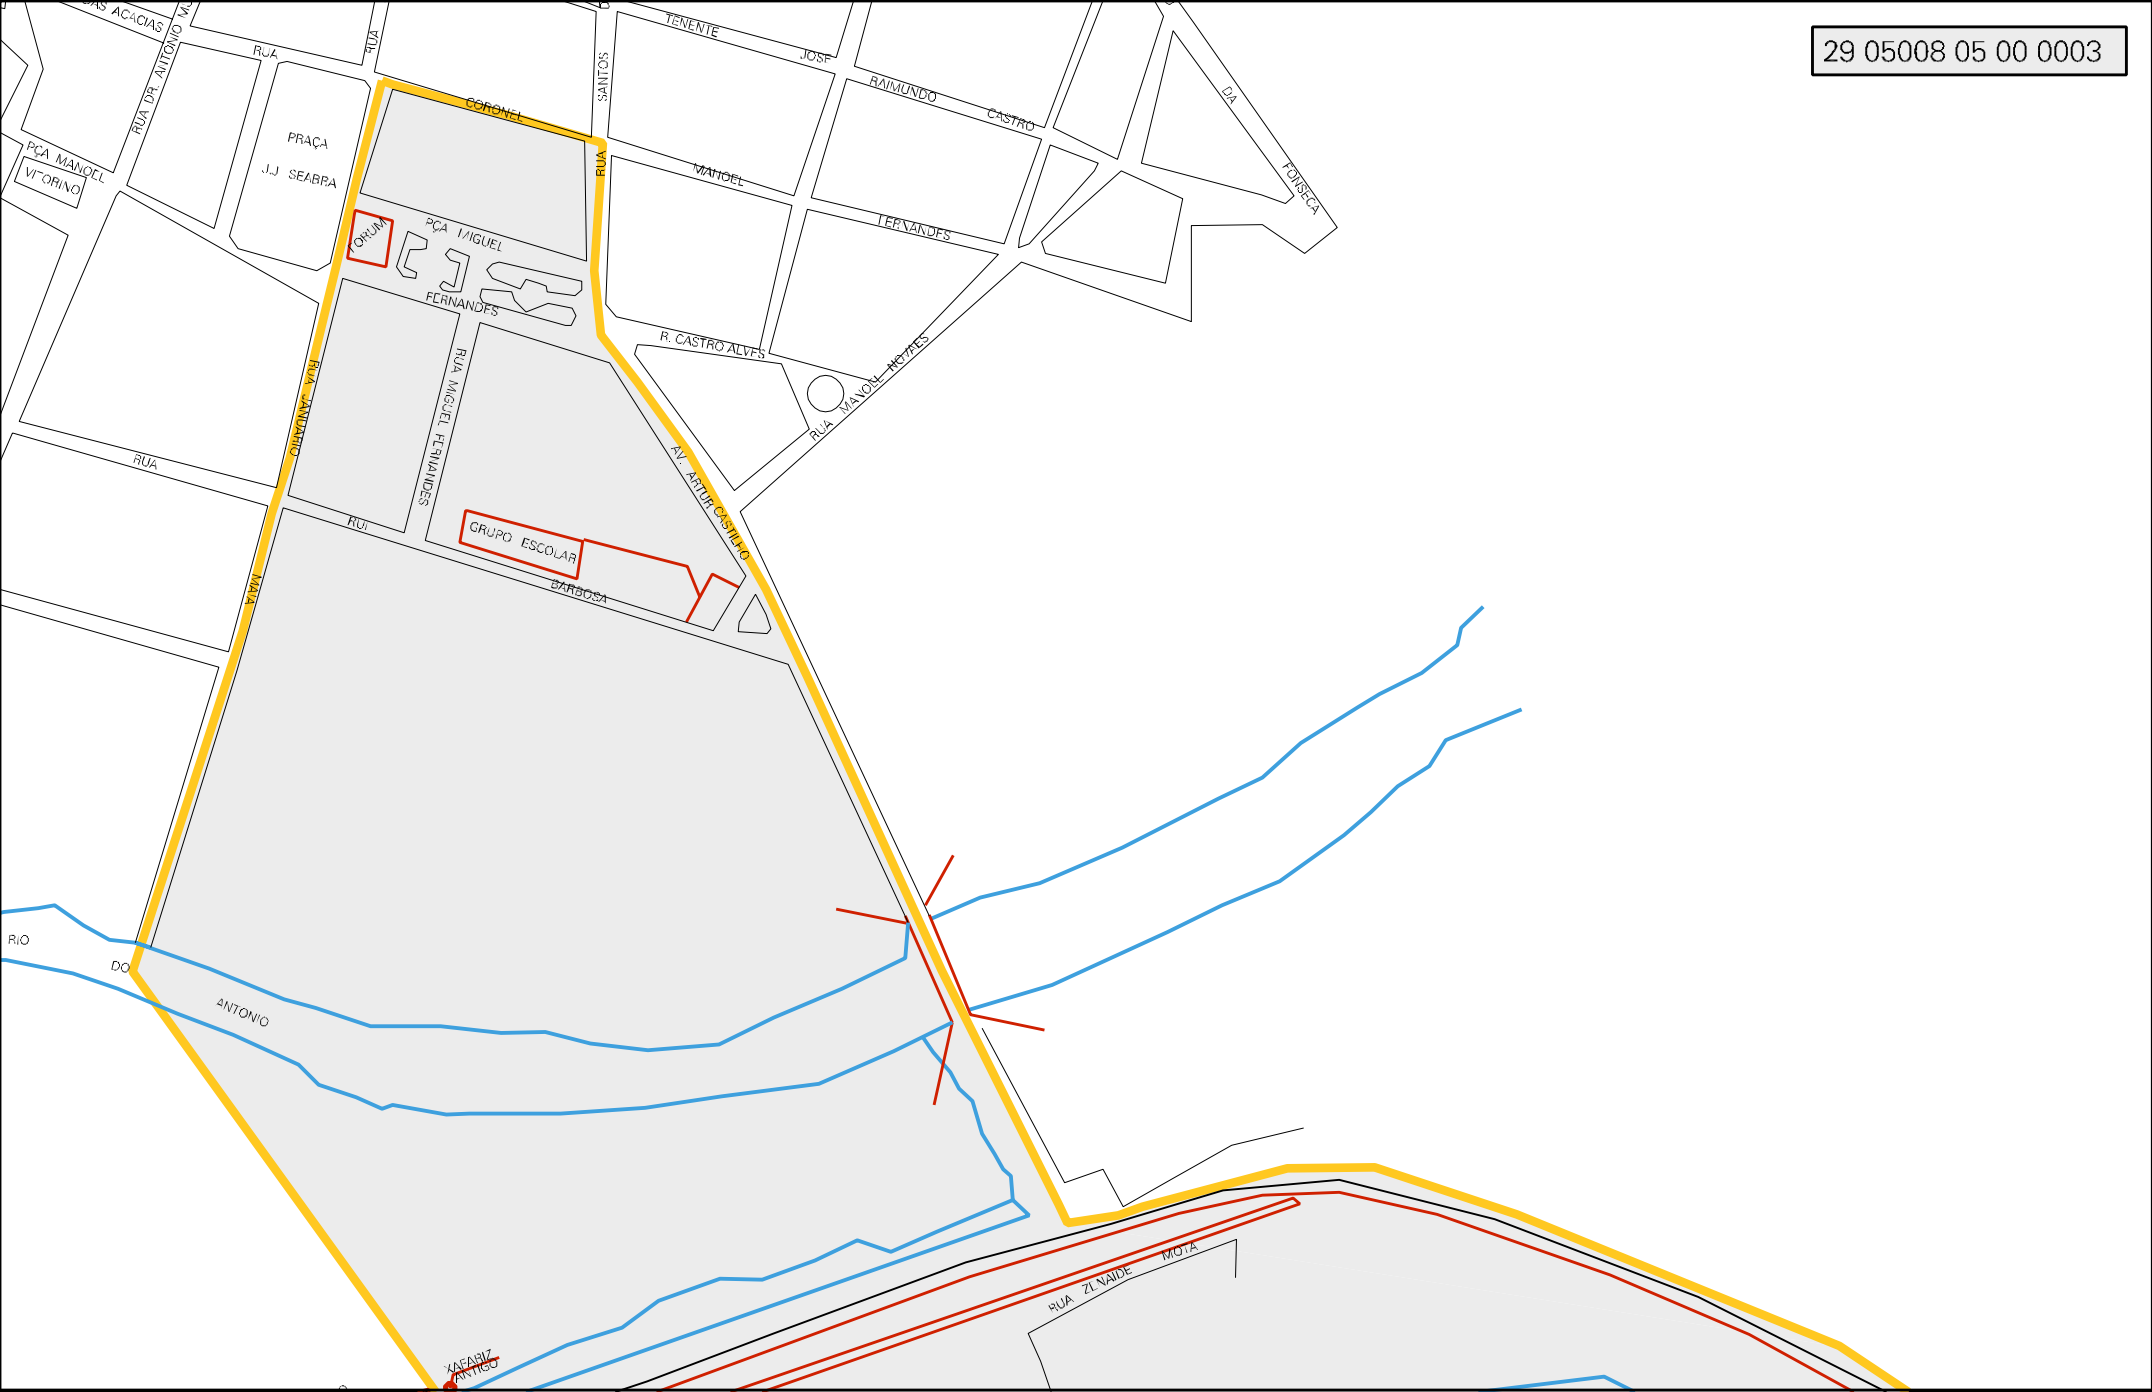 29 05008 05 00 0003
ACACIAS
RUA DR. ANTONIO
RUA
RUA
SANTOS
TENENTE
JOSE
RAIMUNDO
CASTRO
DA
FONSECA
CORONEL
RUA
MANOEL
FERNANDES
PRAÇA
J.J SEABRA
PÇA MANOEL
VITORINO
FORUM
PÇA MIGUEL
FERNANDES
R. CASTRO ALVES
RUA MANOEL NOVAES
RUA JANUARIO
MAIA
RUA MIGUEL FERNANDES
AV. ARTUR CASTILHO
RUA
RUI
BARBOSA
GRUPO ESCOLAR
RIO
DO
ANTONIO
RUA ZENAIDE MOTA
XAFARIZ
ANTIGO